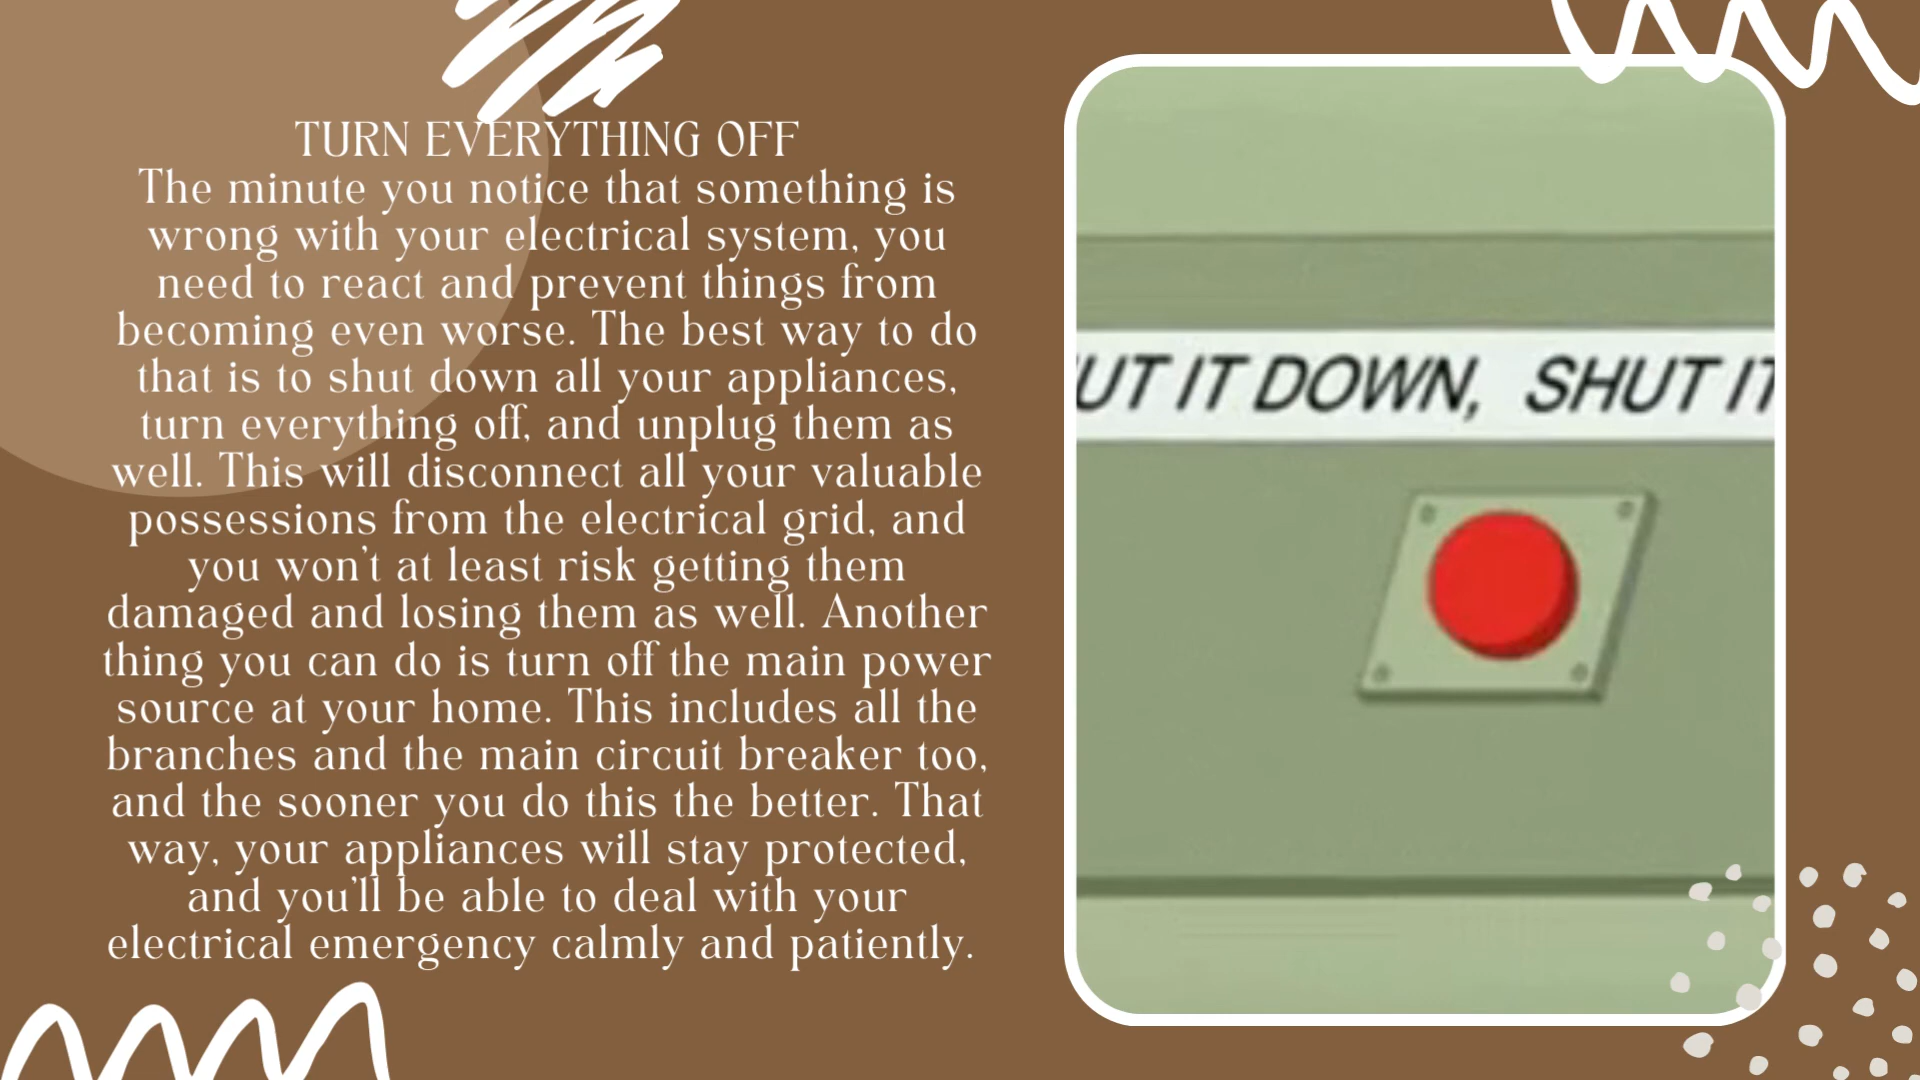 TURN EVERYTHING OFF
The minute you notice that something is
wrong with your electrical system, you
need to react and prevent things from
becoming even worse. The best way to do
that is to shut down all your appliances,
turn everything off, and unplug them as
well. This will disconnect all your valuable
possessions from the electrical grid, and
you won't at least risk getting them
damaged and losing them as well. Another
thing you can do is turn off the main power
source at your home. This includes all the
branches and the main circuit breaker too,
and the sooner you do this the better. That
way, your appliances will stay protected,
and you'll be able to deal with your
electrical emergency calmly and patiently.
UT IT DOWN, SHUT IT